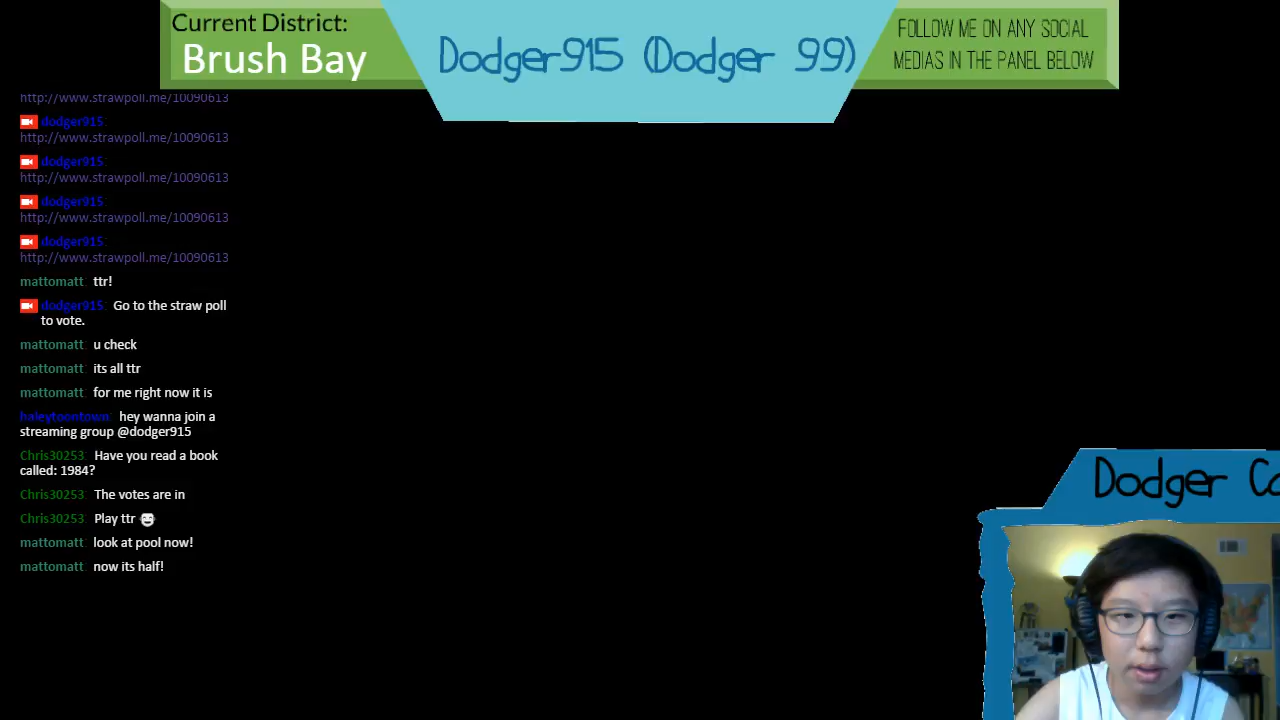 Current District:
Brush Bay
Dodger915 (Dodger 99)
FOLLOW ME ON ANY SOCIAL
MEDIAS IN THE PANEL BELOW
http://www.strawpoll.me/10090613
dodger915:
http://www.strawpoll.me/10090613
dodger915:
http://www.strawpoll.me/10090613
dodger915:
http://www.strawpoll.me/10090613
dodger915:
http://www.strawpoll.me/10090613
mattomatt: ttr!
dodger915: Go to the straw poll
to vote.
mattomatt: u check
mattomatt: its all ttr
mattomatt: for me right now it is
haleytoontown: hey wanna join a
streaming group @dodger915
Chris30253: Have you read a book
called: 1984?
Chris30253: The votes are in
Chris30253: Play ttr
mattomatt: look at pool now!
mattomatt: now its half!
Dodger Ca